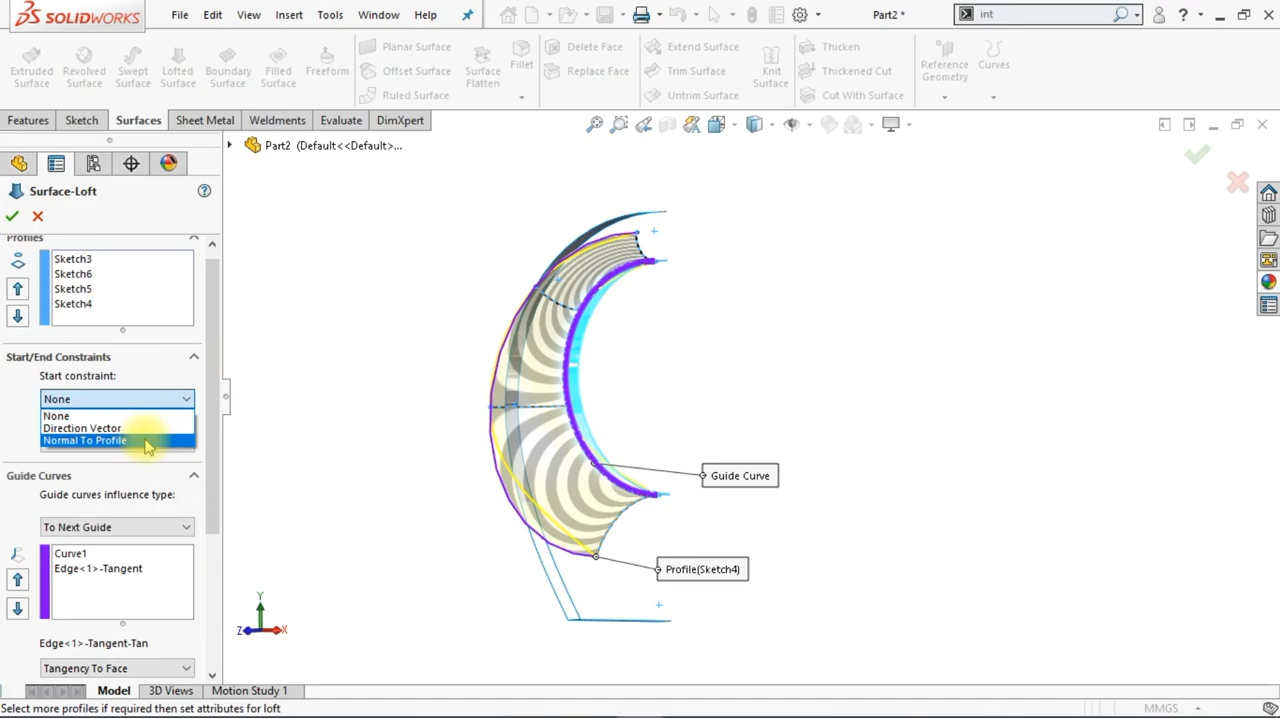 SOLIDWORKS File Edit View Insert Tools Window Help Part2 * int ?
Extruded Surface Revolved Surface Swept Surface Lofted Surface Boundary Surface Filled Surface Freeform
Planar Surface
Offset Surface
Ruled Surface
Surface Flatten
Fillet
Delete Face
Replace Face
Extend Surface
Trim Surface
Untrim Surface
Knit Surface
Thicken
Thickened Cut
Cut With Surface
Reference Geometry
Curves
Features Sketch Surfaces Sheet Metal Weldments Evaluate DimXpert
Part2 (Default<<Default>...
Surface-Loft
Profiles
Sketch3
Sketch6
Sketch5
Sketch4
Start/End Constraints
Start constraint:
None
None
Direction Vector
Normal To Profile
Guide Curves
Guide curves influence type:
To Next Guide
Curve1
Edge<1>-Tangent
Edge<1>-Tangent-Tan
Tangency To Face
Guide Curve
Profile(Sketch4)
Y
Z X
Model 3D Views Motion Study 1
Select more profiles if required then set attributes for loft
MMGS